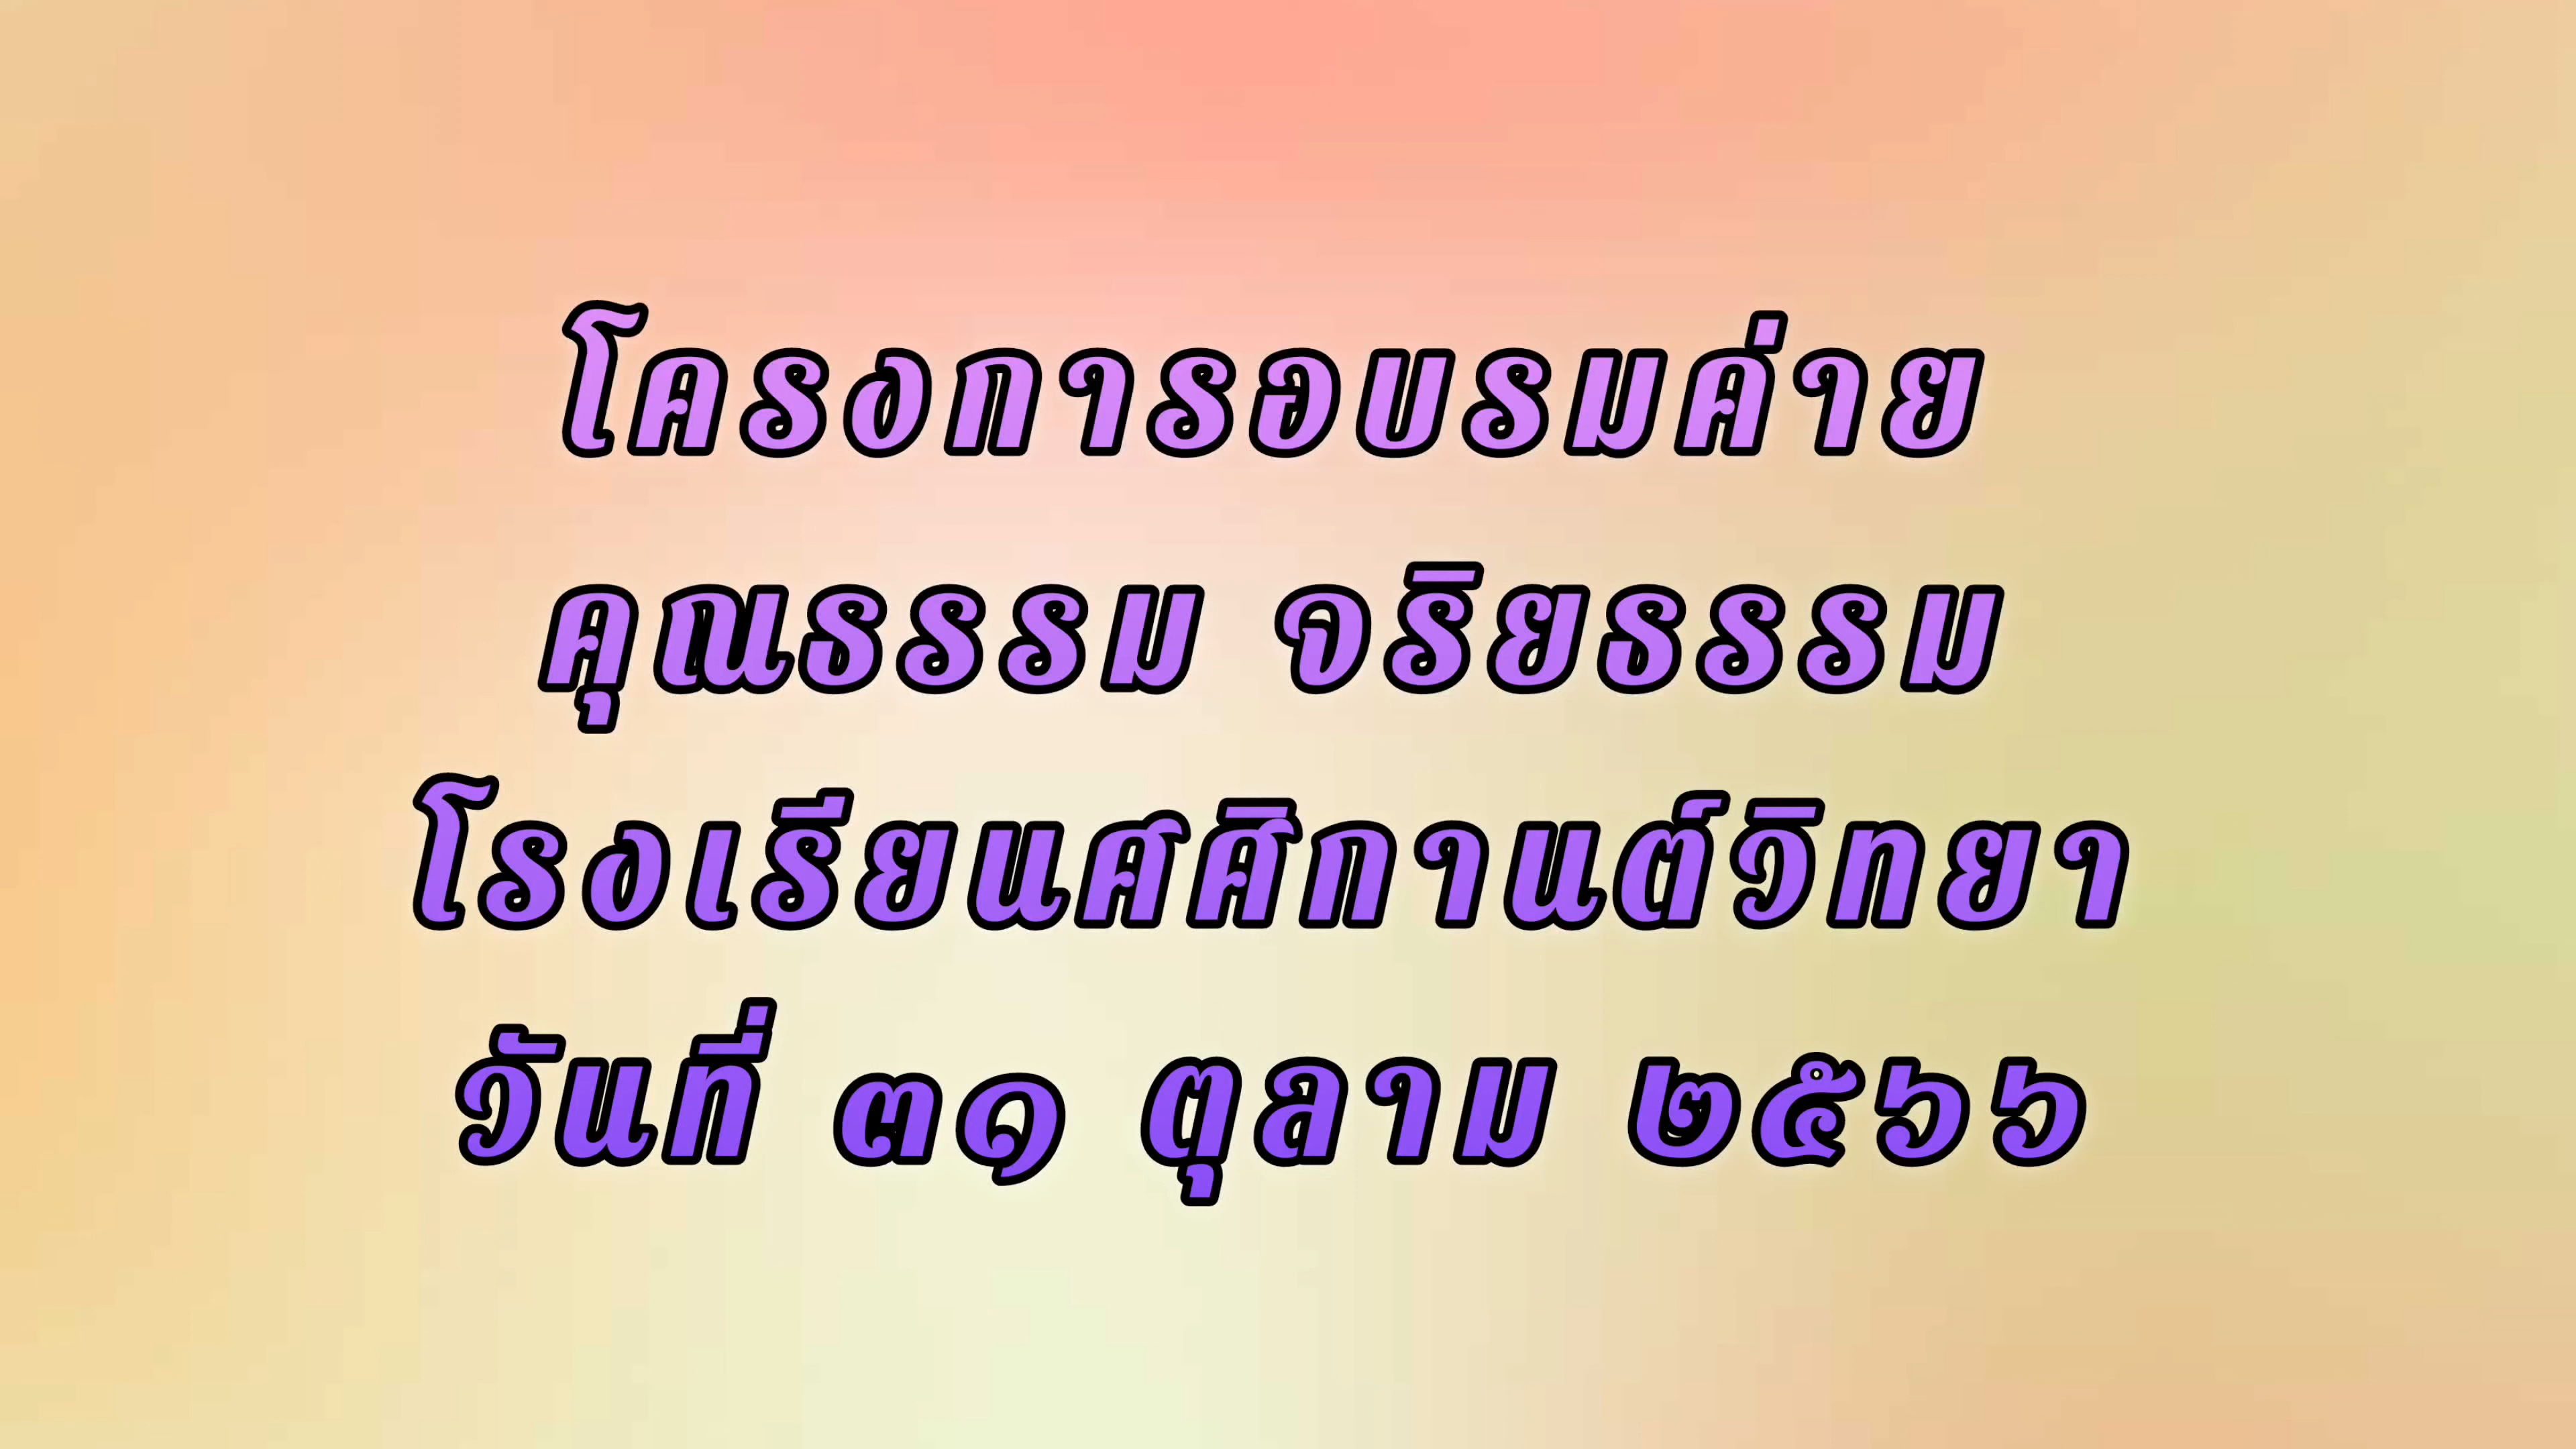 โครงการอบรมค่าย
คุณธรรม จริยธรรม
โรงเรียนศศิกานต์วิทยา
วันที่ ๓๑ ตุลาม ๒๕๖๖